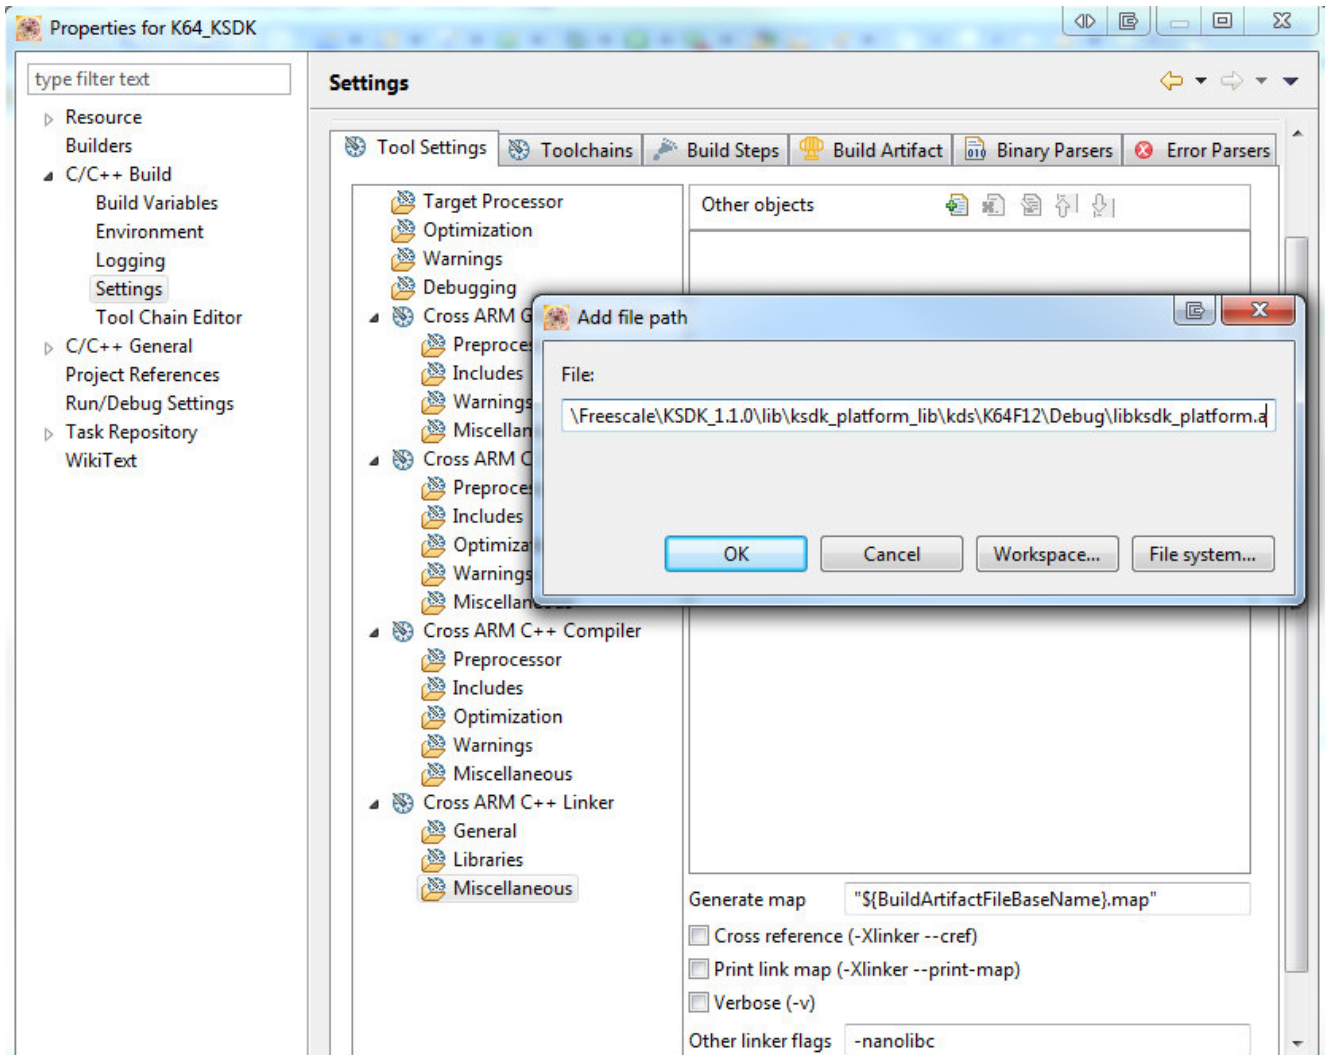 Properties for K64_KSDK
type filter text
Settings
Resource
Builders
C/C++ Build
Build Variables
Environment
Logging
Settings
Tool Chain Editor
C/C++ General
Project References
Run/Debug Settings
Task Repository
WikiText
Tool Settings
Toolchains
Build Steps
Build Artifact
Binary Parsers
Error Parsers
Target Processor
Optimization
Warnings
Debugging
Cross ARM G
Preproces
Includes
Warnings
Miscellan
Cross ARM C
Preproces
Includes
Optimiza
Warnings
Miscellaneous
Cross ARM C++ Compiler
Preprocessor
Includes
Optimization
Warnings
Miscellaneous
Cross ARM C++ Linker
General
Libraries
Miscellaneous
Other objects
Add file path
File:
\Freescale\KSDK_1.1.0\lib\ksdk_platform_lib\kds\K64F12\Debug\libksdk_platform.a
OK
Cancel
Workspace...
File system...
Generate map "${BuildArtifactFileBaseName}.map"
Cross reference (-Xlinker --cref)
Print link map (-Xlinker --print-map)
Verbose (-v)
Other linker flags -nanolibc